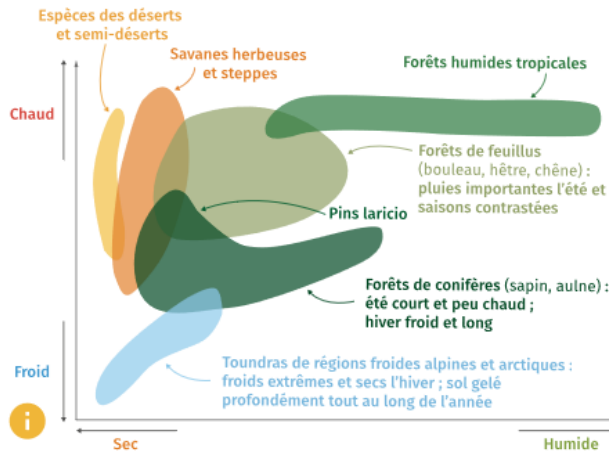 Espèces des déserts
et semi-déserts
Savanes herbeuses
et steppes
Forêts humides tropicales
Chaud
Forêts de feuillus
(bouleau, hêtre, chêne) :
pluies importantes l'été et
saisons contrastées
Pins laricio
Forêts de conifères (sapin, aulne) :
été court et peu chaud ;
hiver froid et long
Froid
Toundras de régions froides alpines et arctiques :
froids extrêmes et secs l'hiver ; sol gelé
profondément tout au long de l'année
i
Sec
Humide